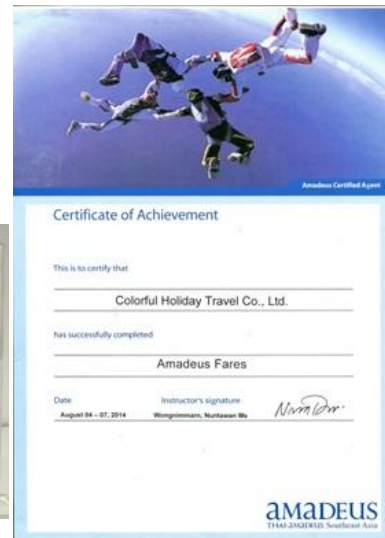 Amadeus Certified Agent
Certificate of Achievement
This is to certify that
Colorful Holiday Travel Co., Ltd.
has successfully completed
Amadeus Fares
Date
Instructor's signature
August 04 – 07, 2014
Wongnimmarn, Nuntawan Ms
amadeus
THAI-AMADEUS Southeast Asia